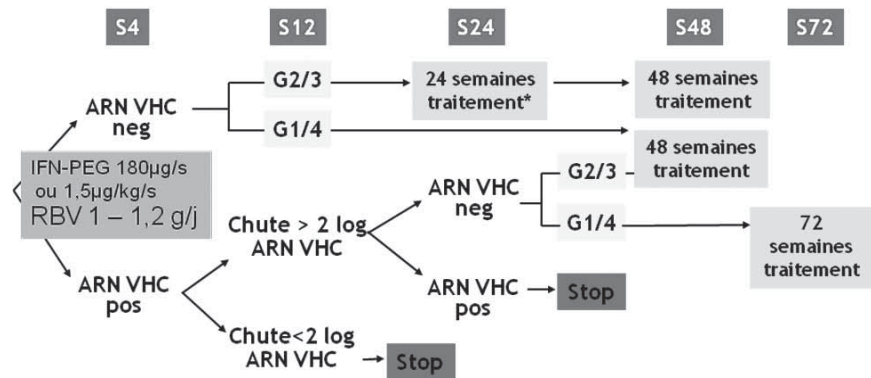 S4 S12 S24 S48 S72
G2/3
24 semaines
traitement*
48 semaines
traitement
ARN VHC
neg
G1/4
48 semaines
traitement
IFN-PEG 180µg/s
ou 1,5µg/kg/s
RBV 1 – 1,2 g/j
ARN VHC
neg
G2/3
G1/4
72
semaines
traitement
Chute > 2 log
ARN VHC
ARN VHC
pos
ARN VHC
pos
Stop
Chute<2 log
ARN VHC
Stop